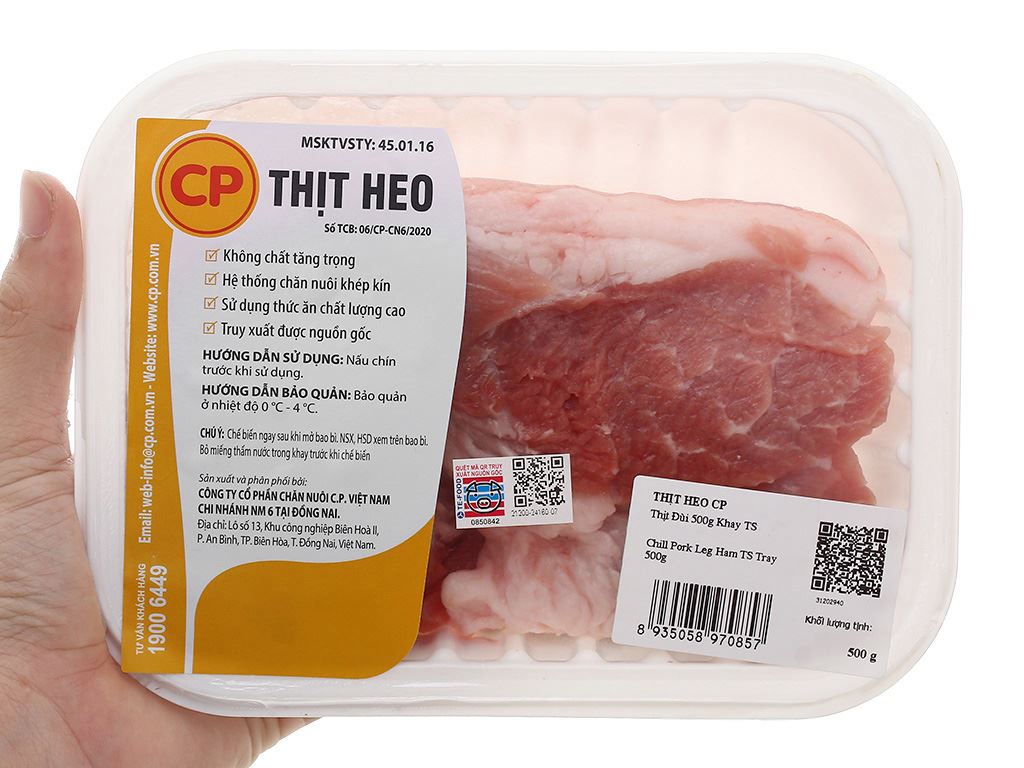 MSKTVSTY: 45.01.16
CP
THỊT HEO
Số TCB: 06/CP-CN6/2020
Không chất tăng trọng
Hệ thống chăn nuôi khép kín
Sử dụng thức ăn chất lượng cao
Truy xuất được nguồn gốc
HƯỚNG DẪN SỬ DỤNG: Nấu chín
trước khi sử dụng.
HƯỚNG DẪN BẢO QUẢN: Bảo quản
ở nhiệt độ 0 °C - 4 °C.
CHÚ Ý: Chế biến ngay sau khi mở bao bì. NSX, HSD xem trên bao bì.
Bỏ miếng thấm nước trong khay trước khi chế biến
Sản xuất và phân phối bởi:
CÔNG TY CỔ PHẦN CHĂN NUÔI C.P. VIỆT NAM
CHI NHÁNH NM 6 TẠI ĐỒNG NAI.
Địa chỉ: Lô số 13, Khu công nghiệp Biên Hoà II,
P. An Bình, TP. Biên Hòa, T. Đồng Nai, Việt Nam.
Email: web-info@cp.com.vn - Website: www.cp.com.vn
TƯ VẤN KHÁCH HÀNG
1900 6449
QUÉT MÃ QR TRUY
XUẤT NGUỒN GỐC
TE-FOOD
0850842
21200-24160 07
THỊT HEO CP
Thịt Đùi 500g Khay TS
Chill Pork Leg Ham TS Tray
500g
8 935058 970857
31202940
Khối lượng tịnh:
500 g